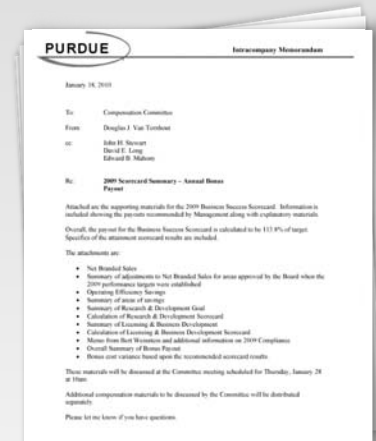 PURDUE
Intracompany Memorandum
January 18, 2010
To: Compensation Committee
From: Douglas J. Van Ternhout
cc: John H. Stewart
David E. Long
Edward B. Mahony
Re: 2009 Scorecard Summary – Annual Bonus
Payout
Attached are the supporting materials for the 2009 Business Success Scorecard. Information is
included showing the payouts recommended by Management along with explanatory materials.
Overall, the payout for the Business Success Scorecard is calculated to be 113.8% of target.
Specifics of the attainment scorecard results are included.
The attachments are:
• Net Branded Sales
• Summary of adjustments to Net Branded Sales for areas approved by the Board when the
2009 performance targets were established
• Operating Efficiency Savings
• Summary of areas of savings
• Summary of Research & Development Goal
• Calculation of Research & Development Scorecard
• Summary of Licensing & Business Development
• Calculation of Licensing & Business Development Scorecard
• Memo from Bert Weinstein and additional information on 2009 Compliance
• Overall Summary of Bonus Payout
• Bonus cost variance based upon the recommended scorecard results
These materials will be discussed at the Committee meeting scheduled for Thursday, January 28
at 10am.
Additional compensation materials to be discussed by the Committee will be distributed
separately.
Please let me know if you have questions.